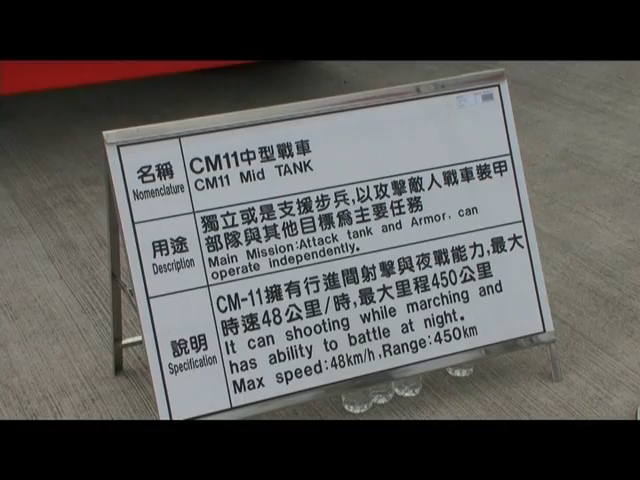 名稱
Nomenclature
CM11中型戰車
CM11 Mid TANK
用途
Description
獨立或是支援步兵,以攻擊敵人戰車裝甲
部隊與其他目標為主要任務
Main Mission:Attack tank and Armor, can
operate independently.
說明
Specification
CM-11擁有行進間射擊與夜戰能力,最大
時速48公里/時,最大里程450公里
It can shooting while marching and
has ability to battle at night.
Max speed:48km/h, Range:450km